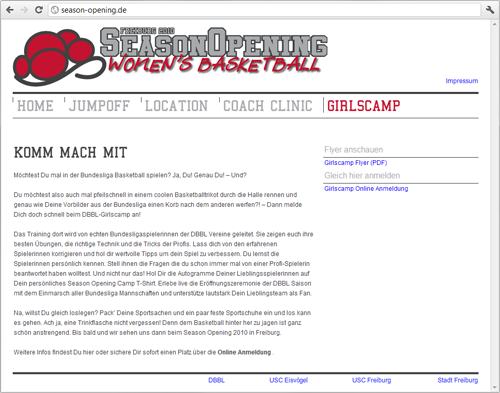 season-opening.de
FREIBURG 2010
SEASONOPENING
WOMEN'S BASKETBALL
Impressum
HOME JUMPOFF LOCATION COACH CLINIC GIRLSCAMP
KOMM MACH MIT
Möchtest Du mal in der Bundesliga Basketball spielen? Ja, Du! Genau Du! – Und?
Du möchtest also auch mal pfeilschnell in einem coolen Basketballtrikot durch die Halle rennen und
genau wie Deine Vorbilder aus der Bundesliga einen Korb nach dem anderen werfen?! – Dann melde
Dich doch schnell beim DBBL-Girlscamp an!
Das Training dort wird von echten Bundesligaspielerinnen der DBBL Vereine geleitet. Sie zeigen euch ihre
besten Übungen, die richtige Technik und die Tricks der Profis. Lass dich von den erfahrenen
Spielerinnen korrigieren und hol dir wertvolle Tipps um dein Spiel zu verbessern. Du lernst die
Spielerinnen persönlich kennen. Stell ihnen die Fragen die du schon immer mal von einer Profi-Spielerin
beantwortet haben wolltest. Und nicht nur das! Hol Dir die Autogramme Deiner Lieblingsspielerinnen auf
Dein persönliches Season Opening Camp T-Shirt. Erlebe live die Eröffnungszeremonie der DBBL Saison
mit dem Einmarsch aller Bundesliga Mannschaften und unterstütze lautstark Dein Lieblingsteam als Fan.
Na, willst Du gleich loslegen? Pack' Deine Sportsachen und ein paar feste Sportschuhe ein und los kann
es gehen. Ach ja, eine Trinkflasche nicht vergessen! Denn dem Basketball hinter her zu jagen ist ganz
schön anstrengend. Bis bald und wir sehen uns dann beim Season Opening 2010 in Freiburg.
Weitere Infos findest Du hier oder sichere Dir sofort einen Platz über die Online Anmeldung.
Flyer anschauen
Girlscamp Flyer (PDF)
Gleich hier anmelden
Girlscamp Online Anmeldung
DBBL USC Eisvögel USC Freiburg Stadt Freiburg